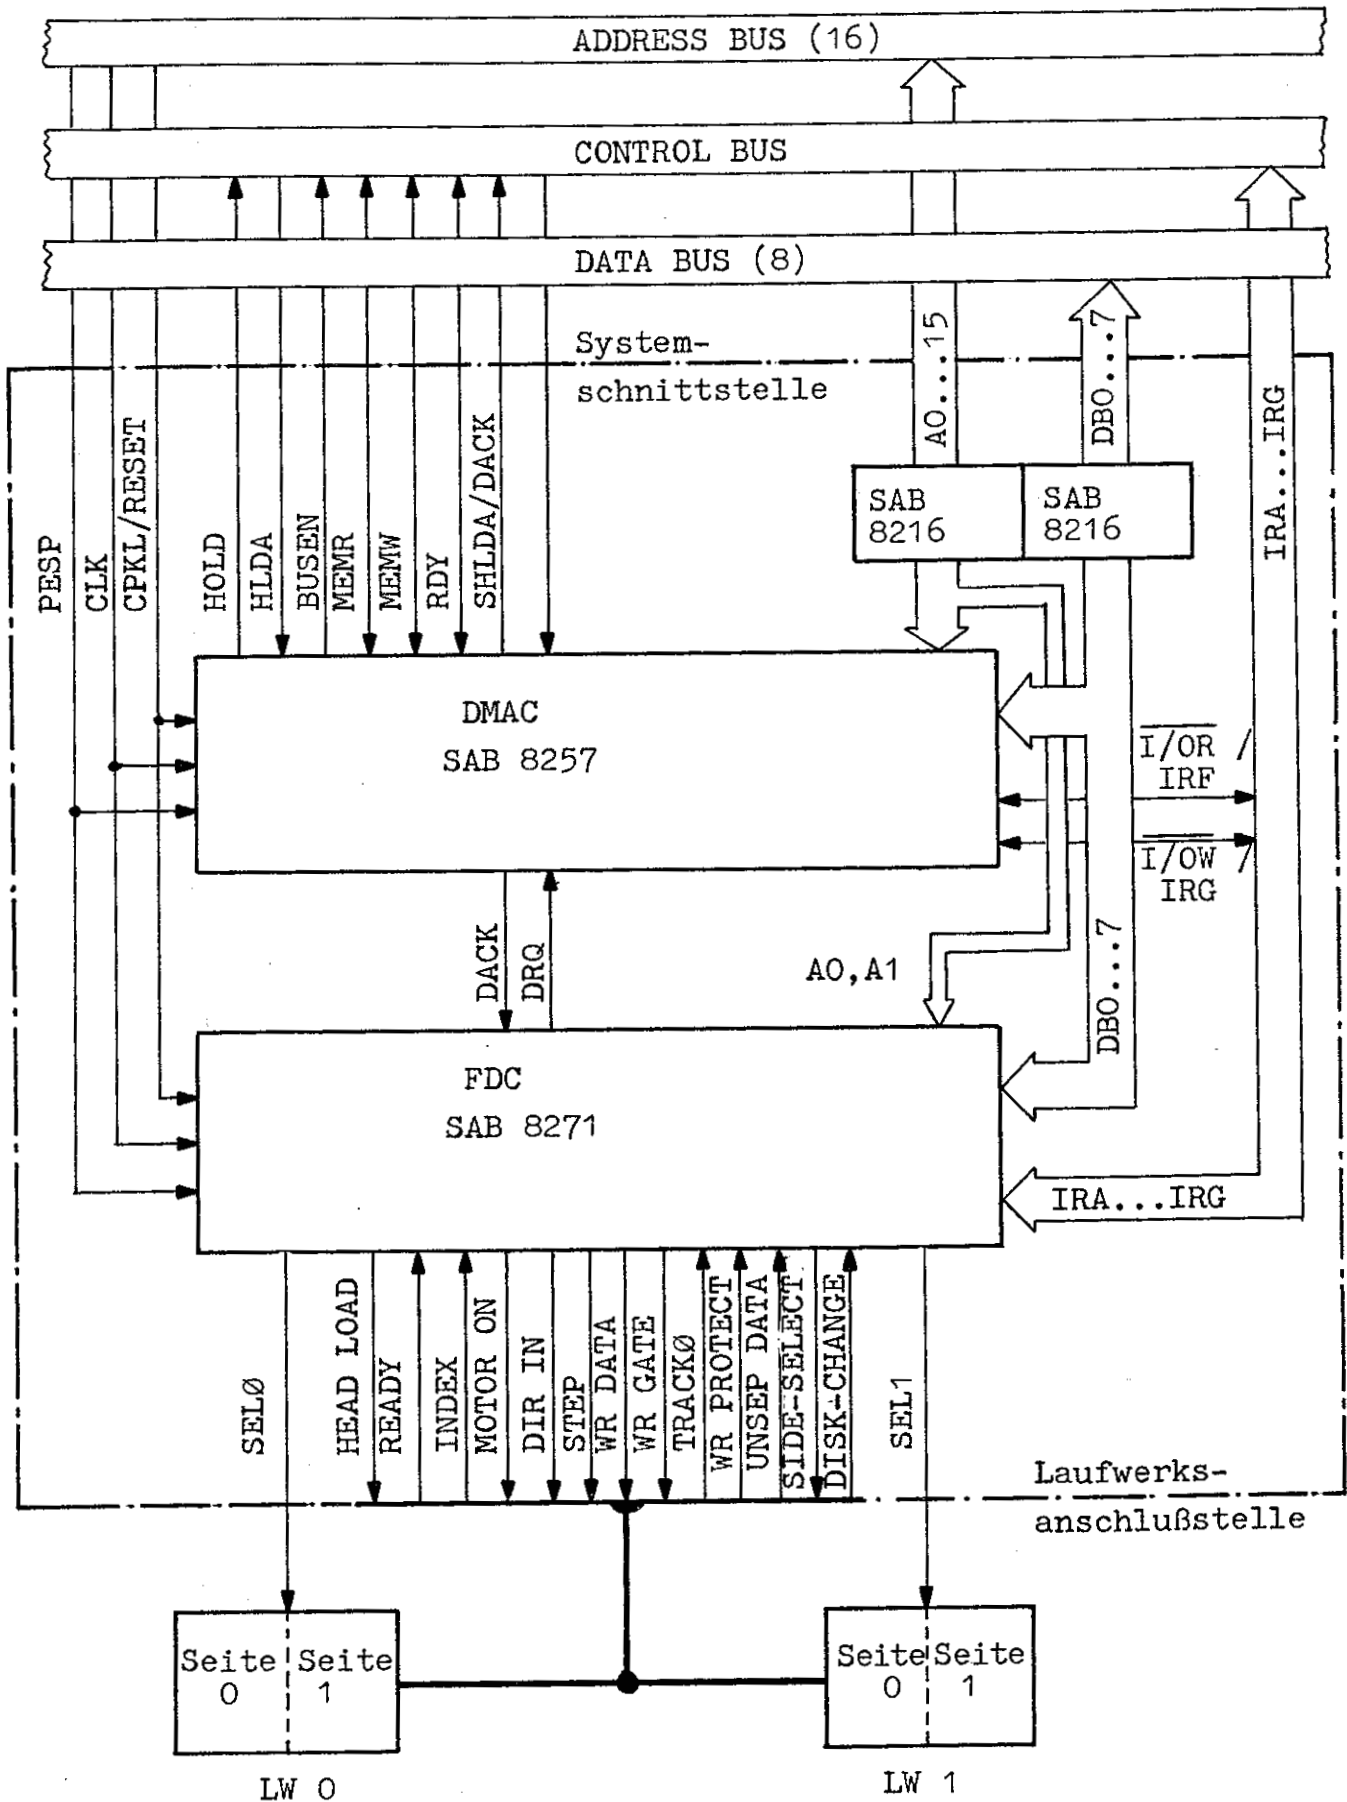 ADDRESS BUS (16)
CONTROL BUS
DATA BUS (8)
System-
schnittstelle
PESP
CLK
CPKL/RESET
HOLD
HLDA
BUSEN
MEMR
MEMW
RDY
SHLDA/DACK
A0...15
DB0...7
IRA...IRG
SAB
8216
SAB
8216
DMAC
SAB 8257
I/OR /
IRF
I/OW /
IRG
DACK
DRQ
A0,A1
DB0...7
FDC
SAB 8271
IRA...IRG
SELØ
HEAD LOAD
READY
INDEX
MOTOR ON
DIR IN
STEP
WR DATA
WR GATE
TRACKØ
WR PROTECT
UNSEP DATA
SIDE-SELECT
DISK-CHANGE
SEL1
Laufwerks-
anschlußstelle
Seite
0
Seite
1
Seite
0
Seite
1
LW 0
LW 1